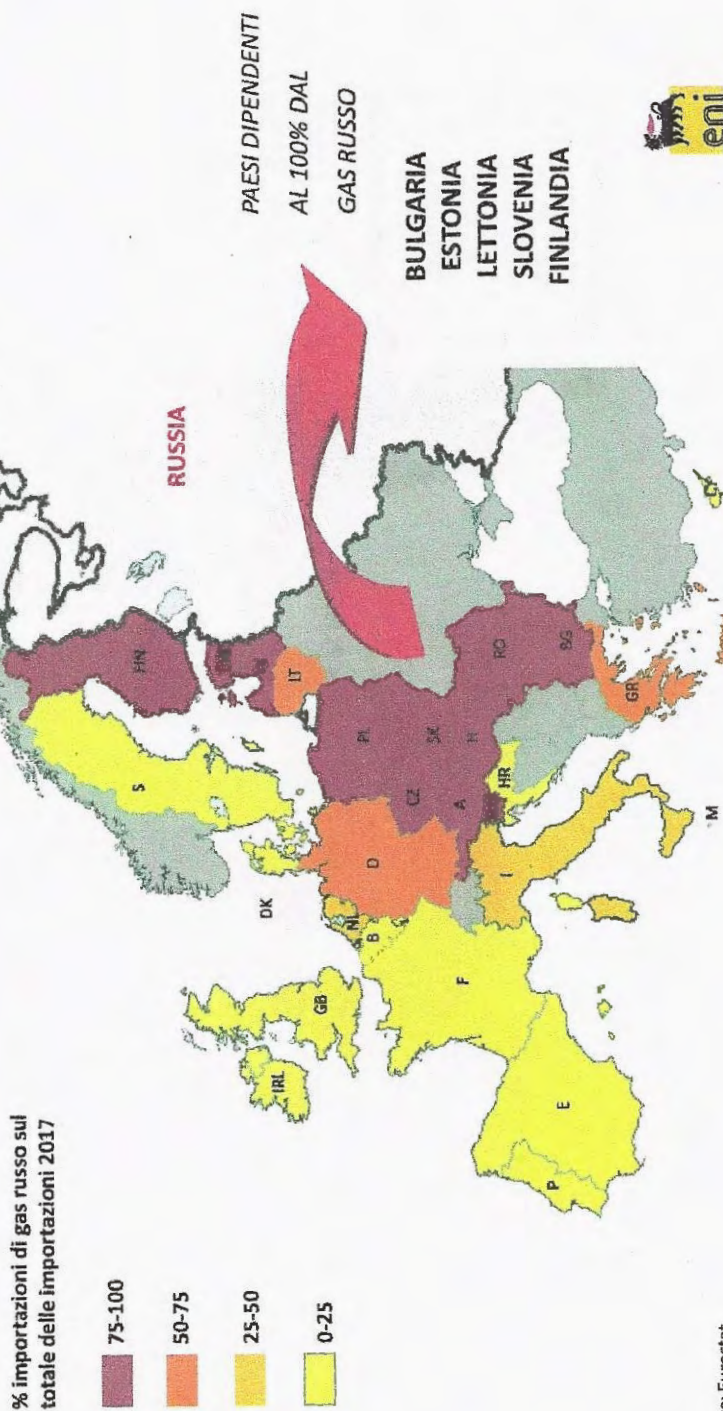 % importazioni di gas russo sul
totale delle importazioni 2017
75-100
50-75
25-50
0-25
RUSSIA
PAESI DIPENDENTI
AL 100% DAL
GAS RUSSO
BULGARIA
ESTONIA
LETTONIA
SLOVENIA
FINLANDIA
eni
S
DK
IRL
GB
NL
B
D
F
E
P
I
LT
PL
CZ
SK
A
H
HR
RO
BG
GR
M
Eurostat